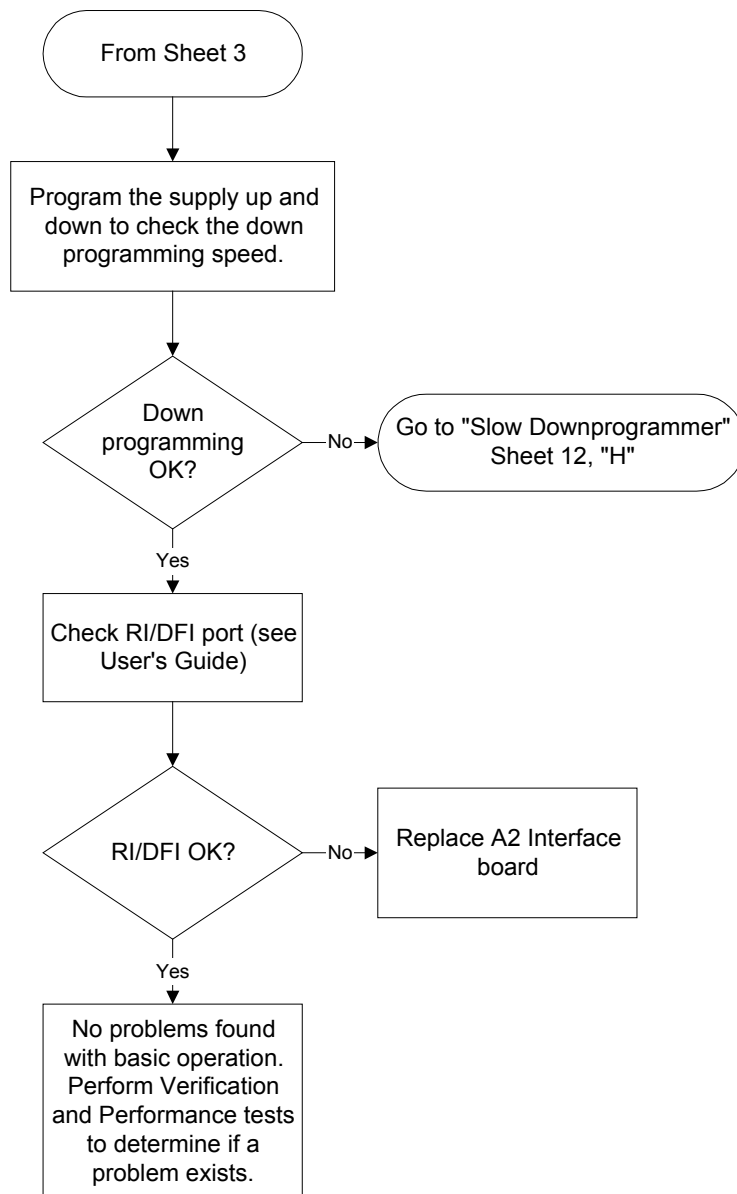 From Sheet 3
Program the supply up and
down to check the down
programming speed.
Down
programming
OK?
No
Go to "Slow Downprogrammer"
Sheet 12, "H"
Yes
Check RI/DFI port (see
User's Guide)
RI/DFI OK?
No
Replace A2 Interface
board
Yes
No problems found
with basic operation.
Perform Verification
and Performance tests
to determine if a
problem exists.